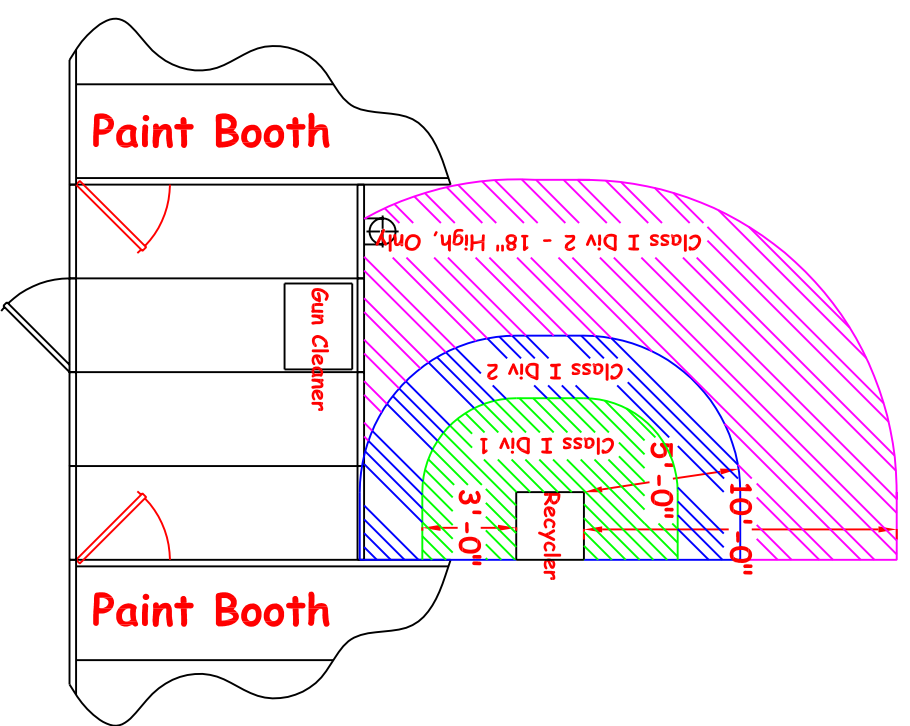 Paint Booth
Class I Div 2 - 18" High, Only
Gun Cleaner
Class I Div 2
Class I Div 1
5'-0"
10'-0"
3'-0"
Recycler
Paint Booth